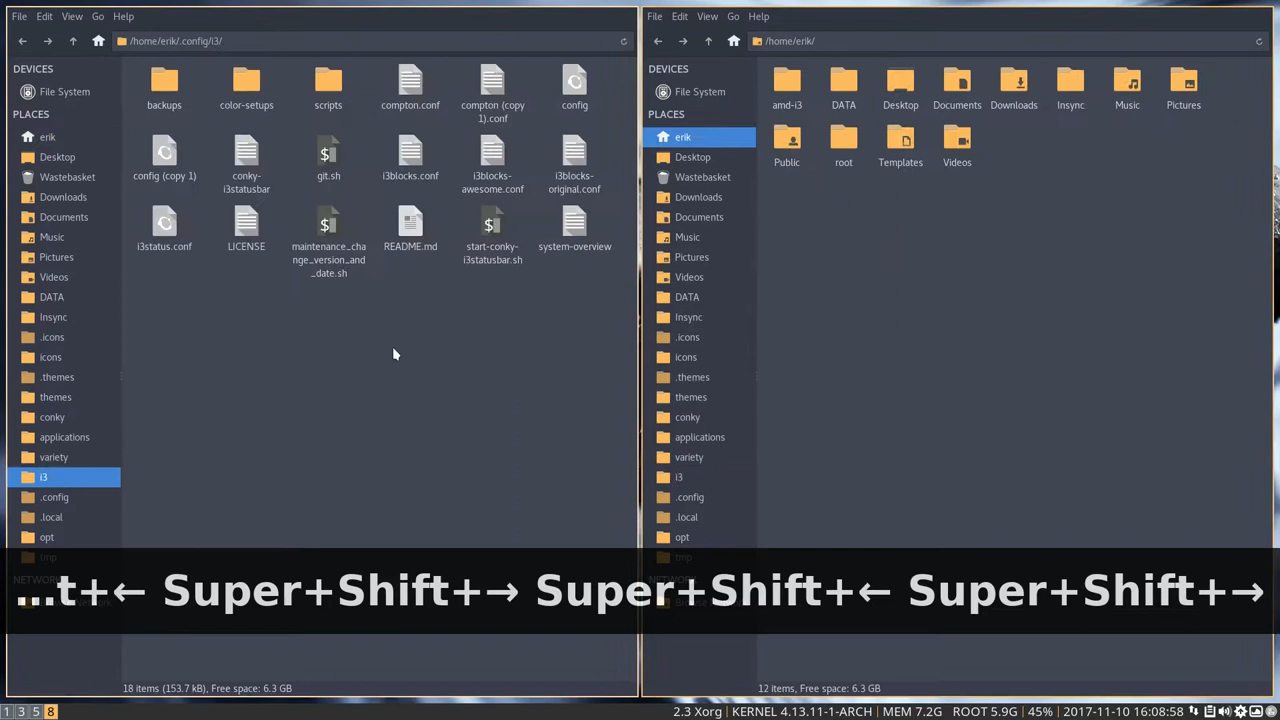 File Edit View Go Help
/home/erik/.config/i3/
DEVICES
File System
PLACES
erik
Desktop
Wastebasket
Downloads
Documents
Music
Pictures
Videos
DATA
Insync
.icons
icons
.themes
themes
conky
applications
variety
i3
.config
.local
opt
tmp
backups
color-setups
scripts
compton.conf
compton (copy
1).conf
config
config (copy 1)
conky-
i3statusbar
git.sh
i3blocks.conf
i3blocks-
awesome.conf
i3blocks-
original.conf
i3status.conf
LICENSE
maintenance_cha
nge_version_and
_date.sh
README.md
start-conky-
i3statusbar.sh
system-overview
18 items (153.7 kB), Free space: 6.3 GB
File Edit View Go Help
/home/erik/
DEVICES
File System
PLACES
erik
Desktop
Wastebasket
Downloads
Documents
Music
Pictures
Videos
DATA
Insync
.icons
icons
.themes
themes
conky
applications
variety
i3
.config
.local
opt
tmp
amd-i3
DATA
Desktop
Documents
Downloads
Insync
Music
Pictures
Public
root
Templates
Videos
12 items, Free space: 6.3 GB
...t+← Super+Shift+→ Super+Shift+← Super+Shift+→
1 3 5 8
2.3 Xorg KERNEL 4.13.11-1-ARCH MEM 7.2G ROOT 5.9G 45% 2017-11-10 16:08:58